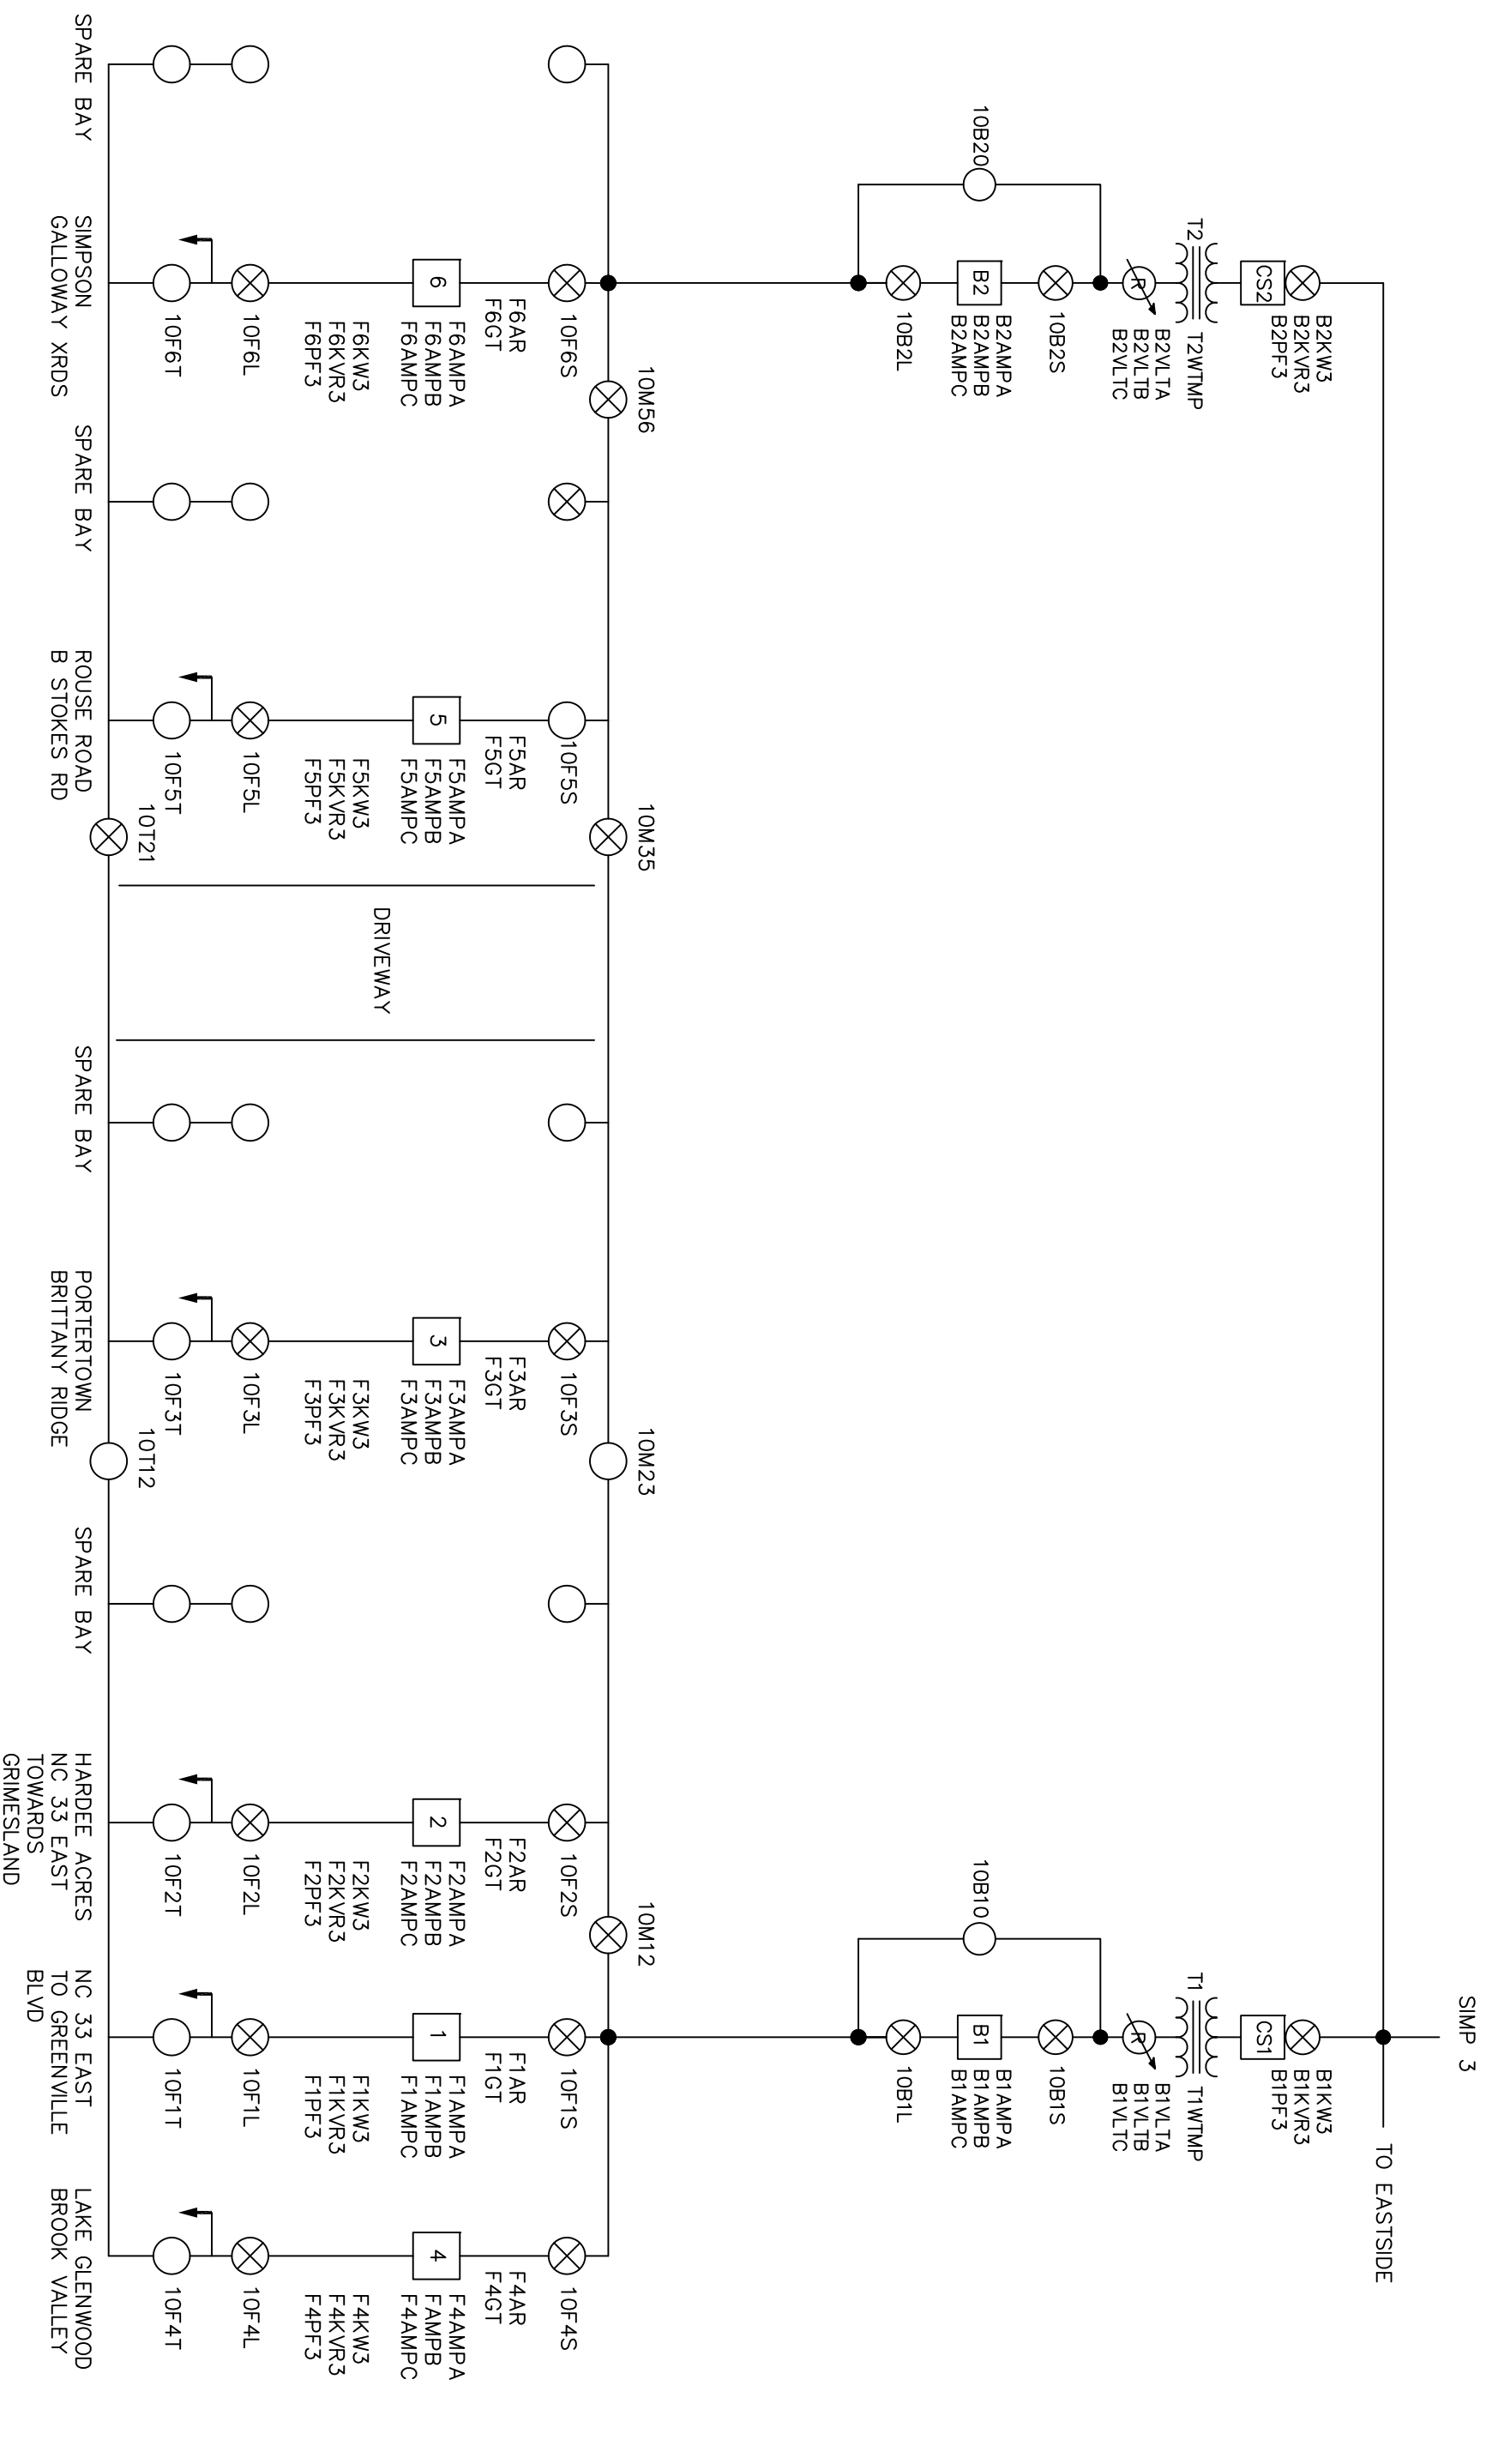 SIMP 3
TO EASTSIDE
B2KW3
B2KVR3
B2PF3
CS2
T2
T2WTMP
R
B2VLTA
B2VLTB
B2VLTC
10B2S
10B20
B2
B2AMPA
B2AMPB
B2AMPC
10B2L
B1KW3
B1KVR3
B1PF3
CS1
T1
T1WTMP
R
B1VLTA
B1VLTB
B1VLTC
10B1S
10B10
B1
B1AMPA
B1AMPB
B1AMPC
10B1L
10M56
10M35
10M23
10M12
10F6S
F6AR
F6GT
6
F6AMPA
F6AMPB
F6AMPC
F6KW3
F6KVR3
F6PF3
10F6L
10F6T
10F5S
F5AR
F5GT
5
F5AMPA
F5AMPB
F5AMPC
F5KW3
F5KVR3
F5PF3
10F5L
10F5T
10T21
DRIVEWAY
10F3S
F3AR
F3GT
3
F3AMPA
F3AMPB
F3AMPC
F3KW3
F3KVR3
F3PF3
10F3L
10F3T
10T12
10F2S
F2AR
F2GT
2
F2AMPA
F2AMPB
F2AMPC
F2KW3
F2KVR3
F2PF3
10F2L
10F2T
10F1S
F1AR
F1GT
1
F1AMPA
F1AMPB
F1AMPC
F1KW3
F1KVR3
F1PF3
10F1L
10F1T
10F4S
F4AR
F4GT
4
F4AMPA
FAMPB
F4AMPC
F4KW3
F4KVR3
F4PF3
10F4L
10F4T
SPARE BAY
SIMPSON
GALLOWAY XRDS
SPARE BAY
ROUSE ROAD
B STOKES RD
SPARE BAY
PORTERTOWN
BRITTANY RIDGE
SPARE BAY
HARDEE ACRES
NC 33 EAST
TOWARDS
GRIMESLAND
NC 33 EAST
TO GREENVILLE
BLVD
LAKE GLENWOOD
BROOK VALLEY